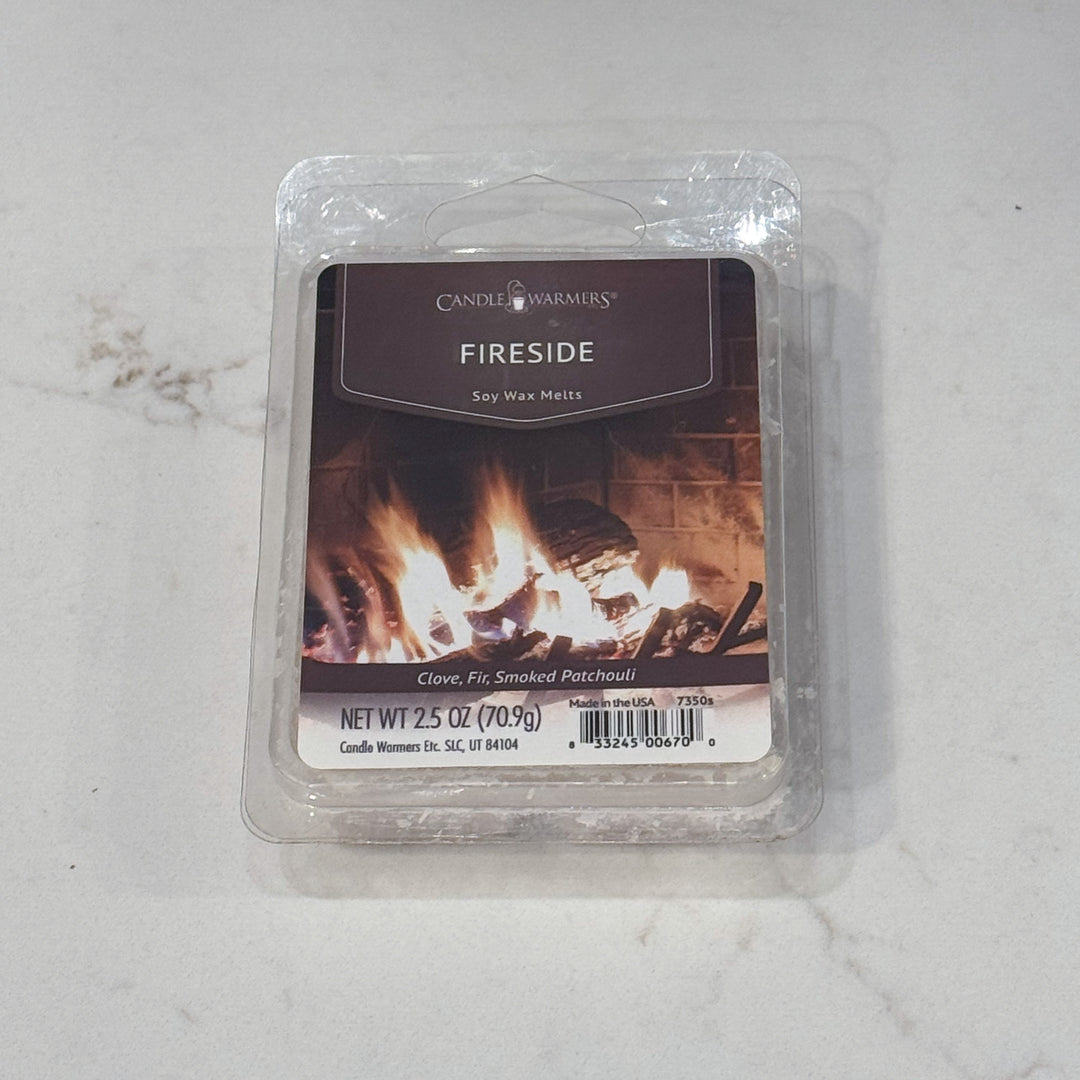 CANDLE WARMERS®
FIRESIDE
Soy Wax Melts
Clove, Fir, Smoked Patchouli
NET WT 2.5 OZ (70.9g)
Candle Warmers Etc. SLC, UT 84104
Made in the USA 7350s
8 33245 00670 0